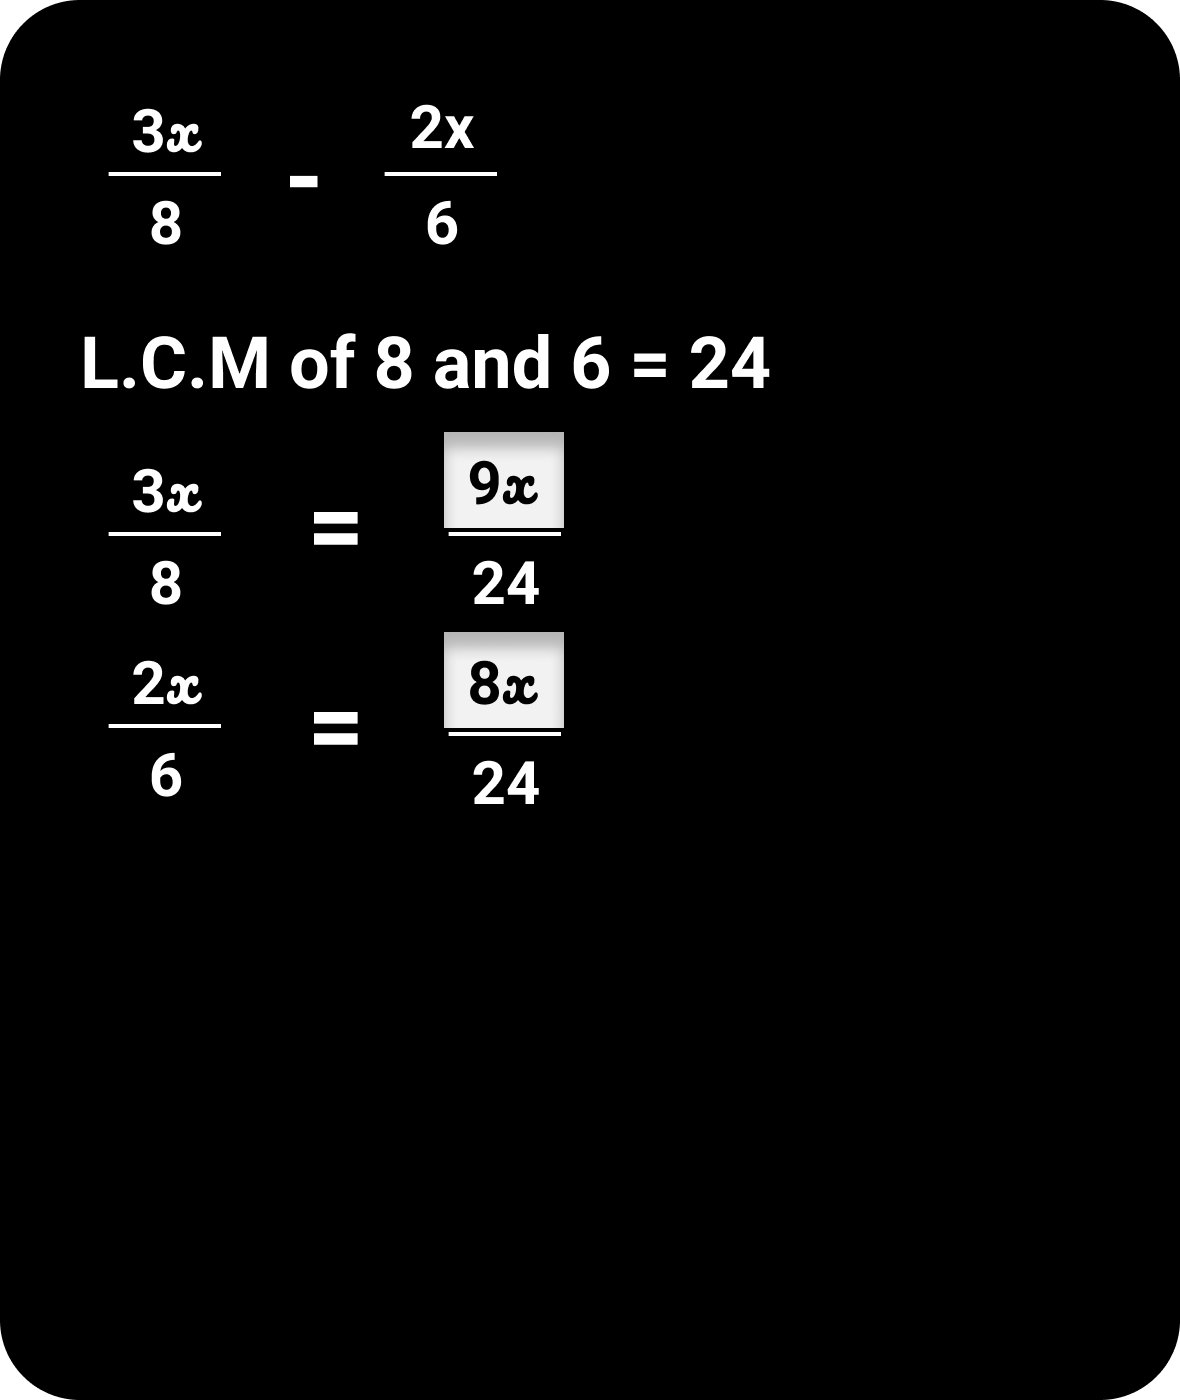 3𝓍/8 - 2x/6
L.C.M of 8 and 6 = 24
3𝓍/8 = 9𝓍/24
2𝓍/6 = 8𝓍/24